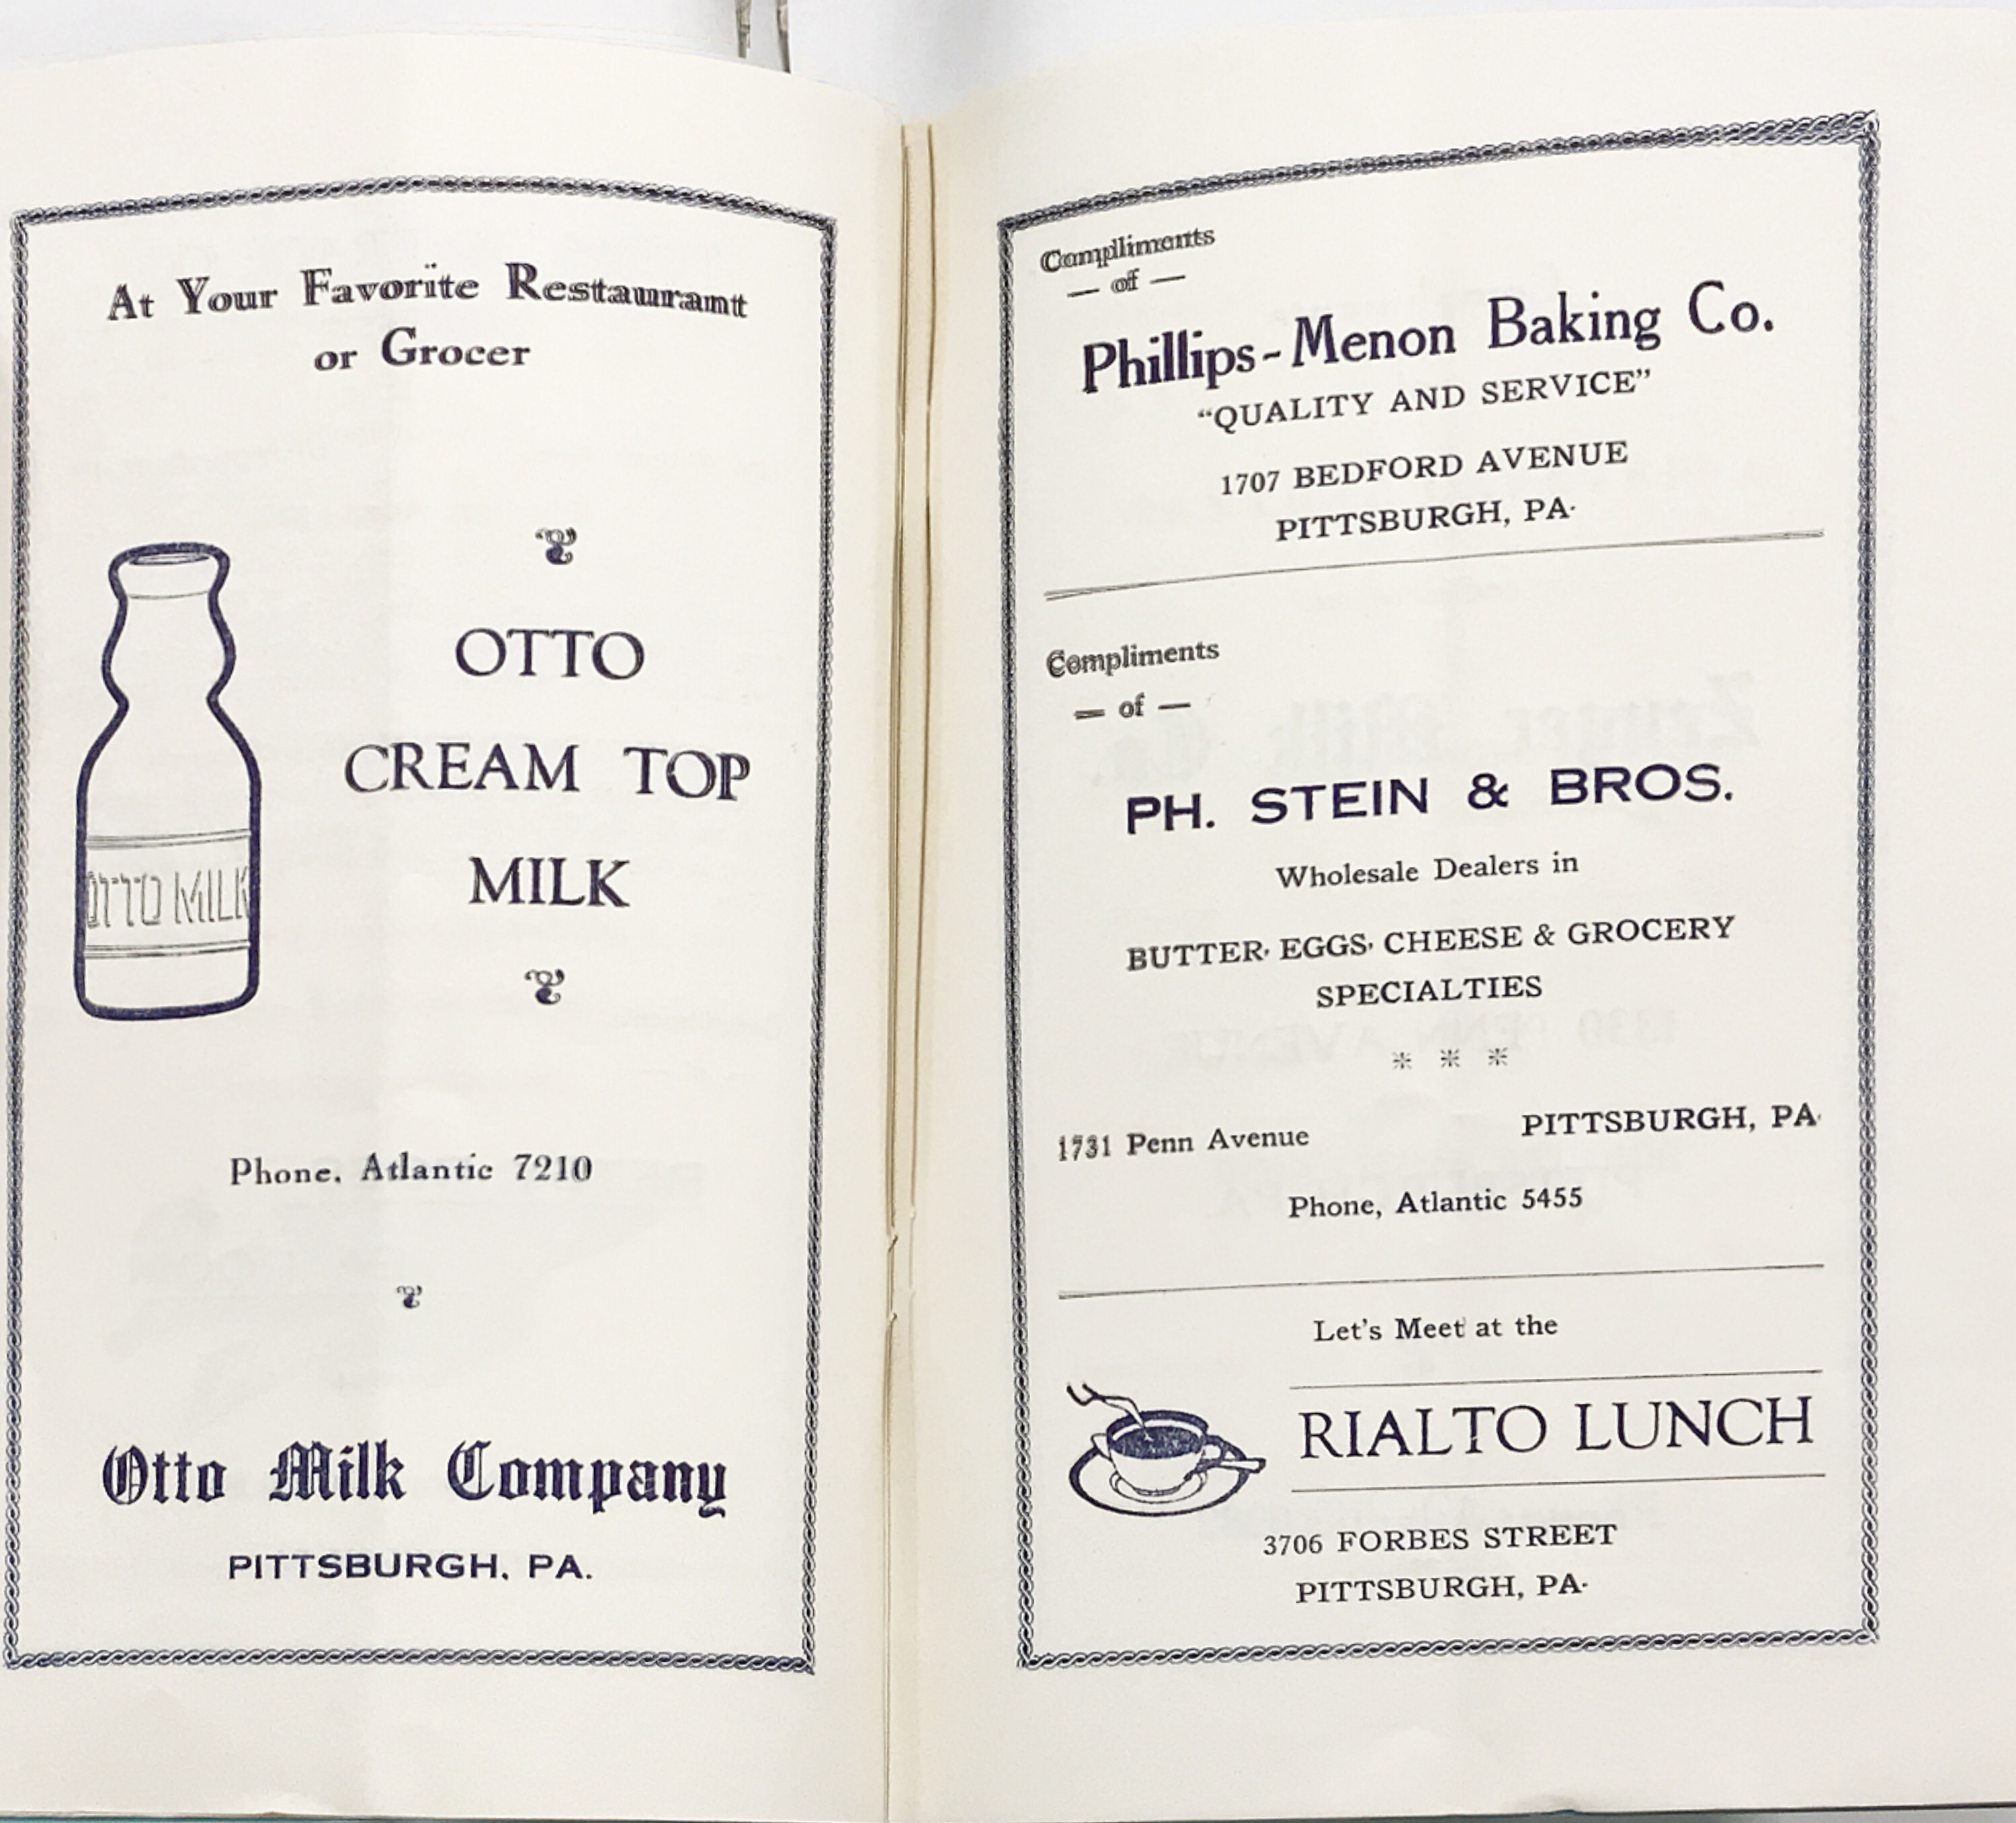 At Your Favorite Restaurant
or Grocer
OTTO
CREAM TOP
MILK
OTTO MILK
Phone, Atlantic 7210
Otto Milk Company
PITTSBURGH, PA.
Compliments
— of —
Phillips-Menon Baking Co.
“QUALITY AND SERVICE”
1707 BEDFORD AVENUE
PITTSBURGH, PA.
Compliments
— of —
PH. STEIN & BROS.
Wholesale Dealers in
BUTTER, EGGS, CHEESE & GROCERY
SPECIALTIES
* * *
1731 Penn Avenue PITTSBURGH, PA.
Phone, Atlantic 5455
Let's Meet at the
RIALTO LUNCH
3706 FORBES STREET
PITTSBURGH, PA.